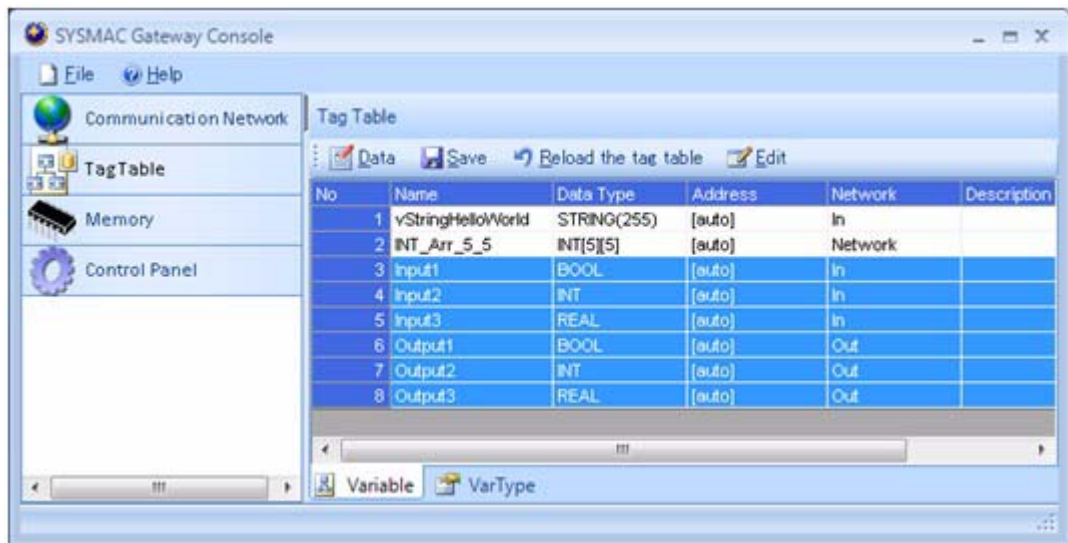 SYSMAC Gateway Console
File Help
Communication Network
TagTable
Memory
Control Panel
Tag Table
Data Save Reload the tag table Edit
No Name Data Type Address Network Description
1 vStringHelloWorld STRING(255) [auto] In
2 INT_Arr_5_5 INT[5][5] [auto] Network
3 Input1 BOOL [auto] In
4 Input2 INT [auto] In
5 Input3 REAL [auto] In
6 Output1 BOOL [auto] Out
7 Output2 INT [auto] Out
8 Output3 REAL [auto] Out
Variable VarType